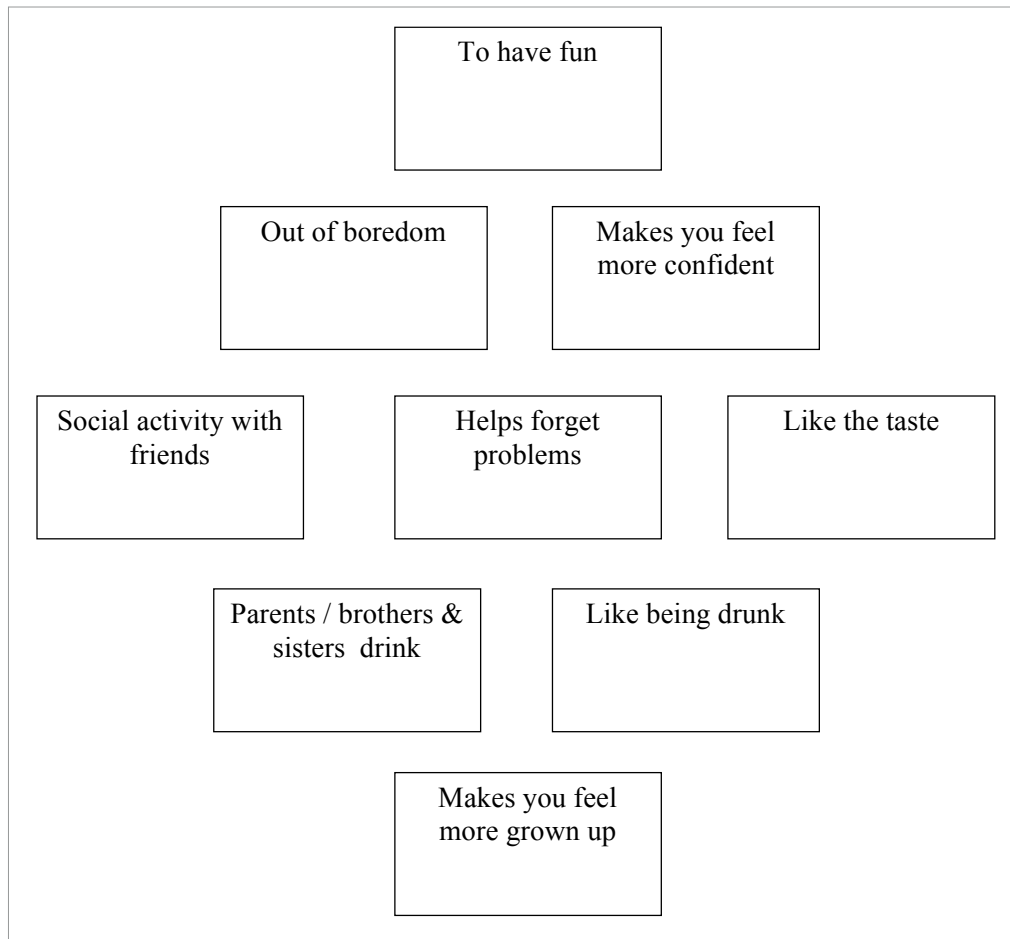 To have fun
Out of boredom
Makes you feel
more confident
Social activity with
friends
Helps forget
problems
Like the taste
Parents / brothers &
sisters  drink
Like being drunk
Makes you feel
more grown up